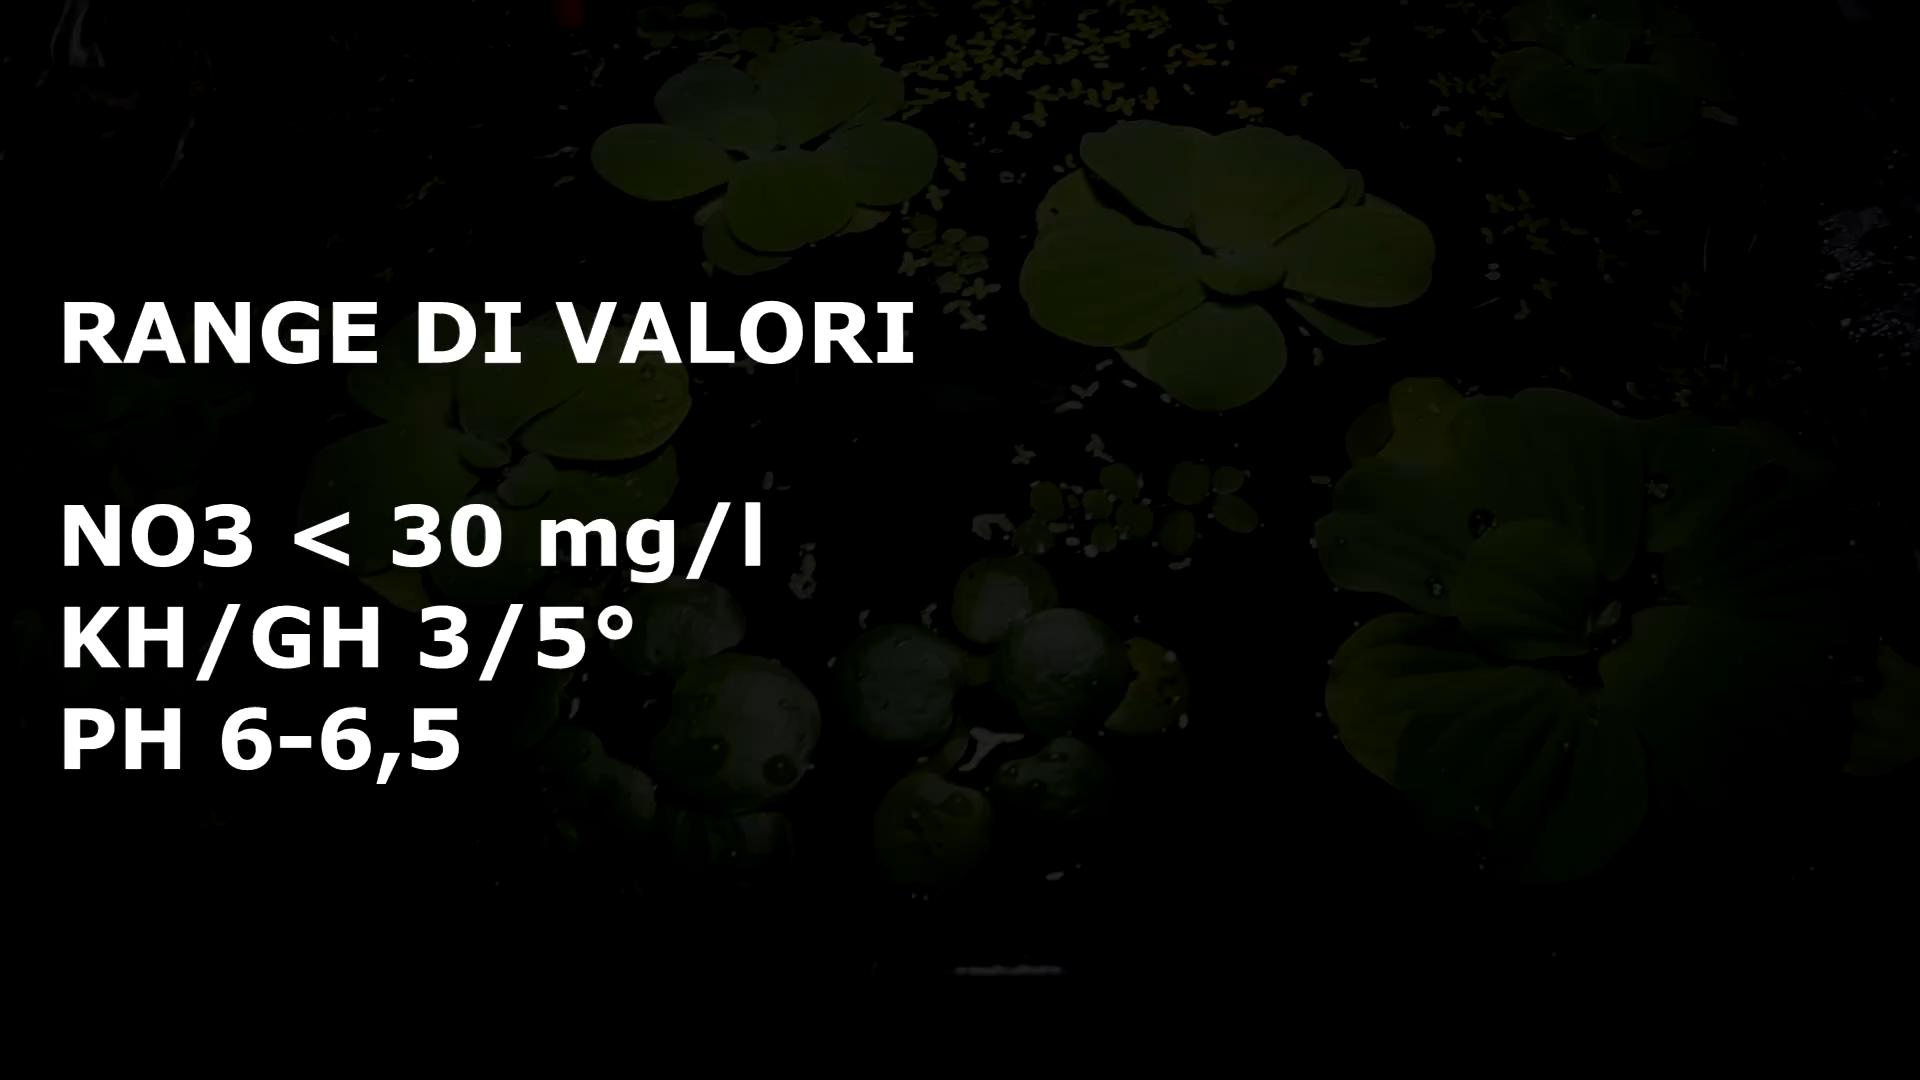 RANGE DI VALORI
NO3 < 30 mg/l
KH/GH 3/5°
PH 6-6,5